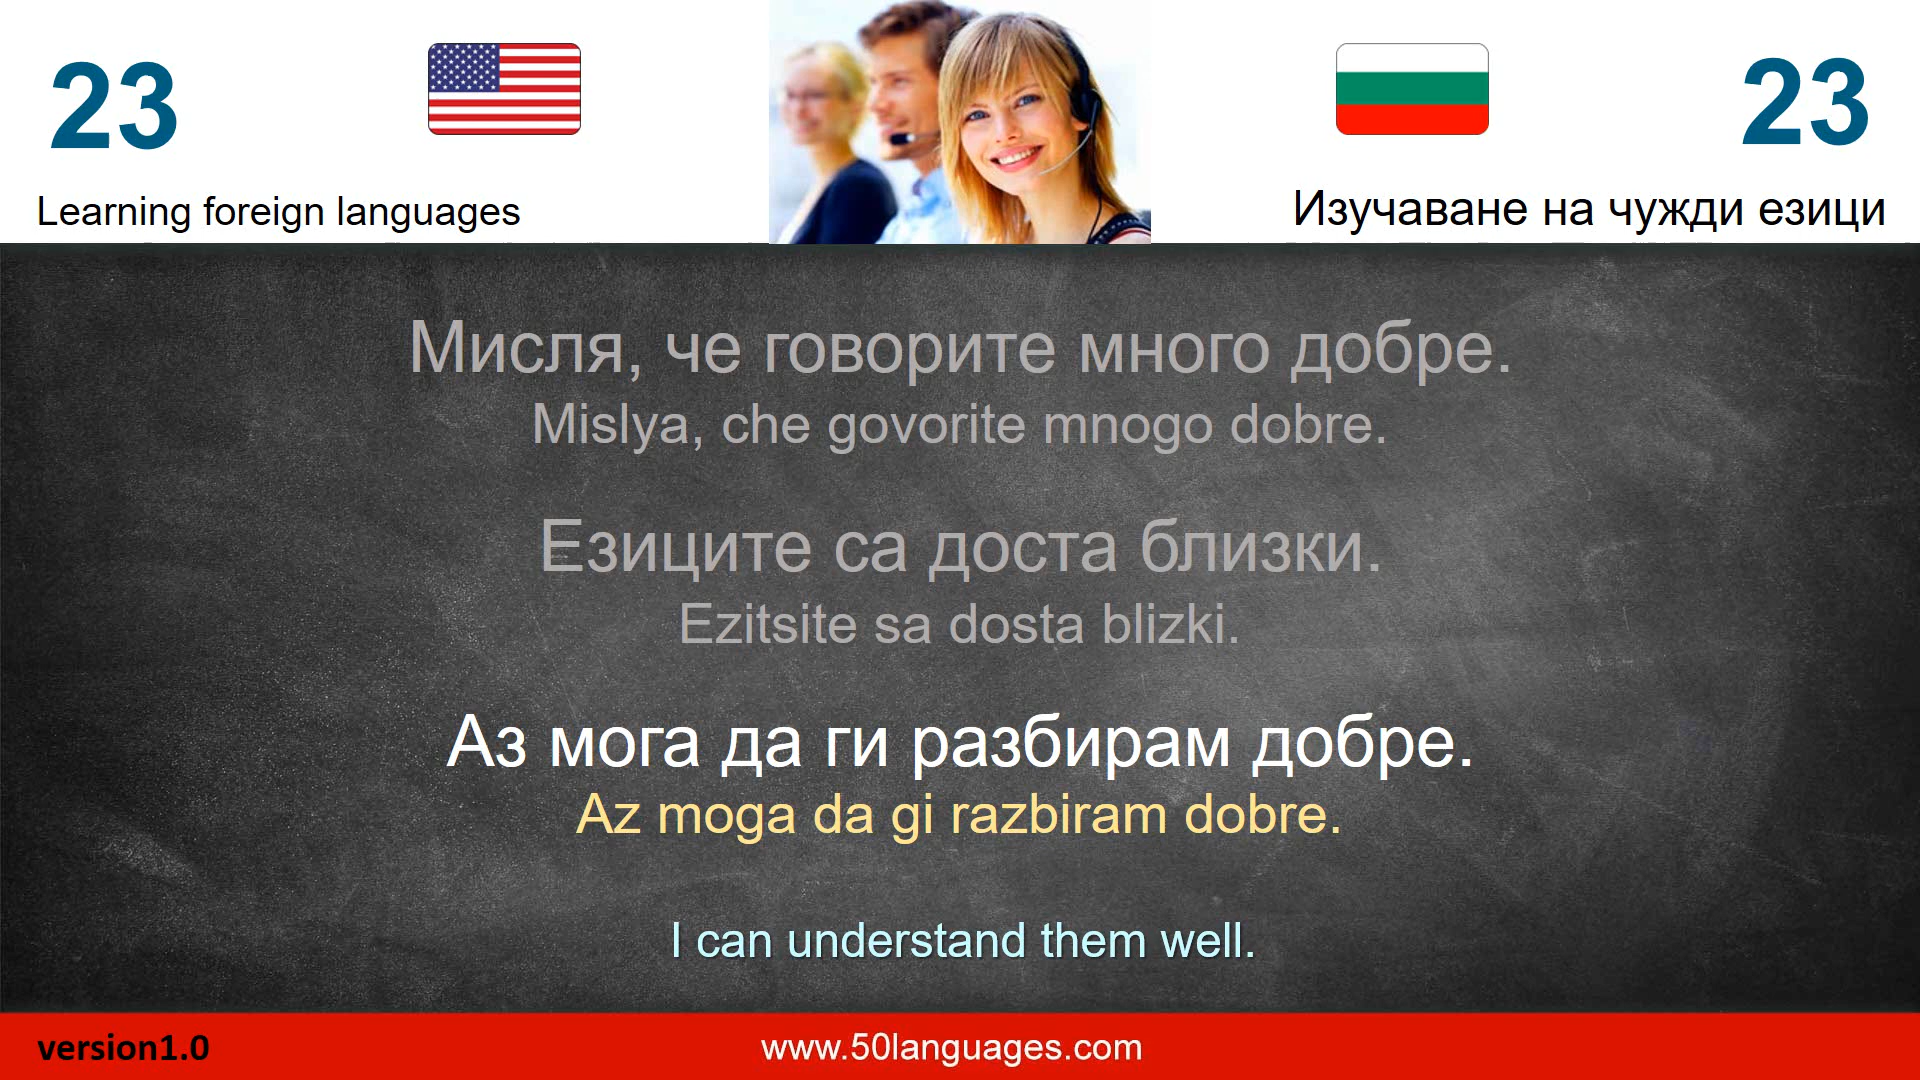 23
23
Learning foreign languages
Изучаване на чужди езици
Мисля, че говорите много добре.
Mislya, che govorite mnogo dobre.
Езиците са доста близки.
Ezitsite sa dosta blizki.
Аз мога да ги разбирам добре.
Az moga da gi razbiram dobre.
I can understand them well.
version1.0
www.50languages.com